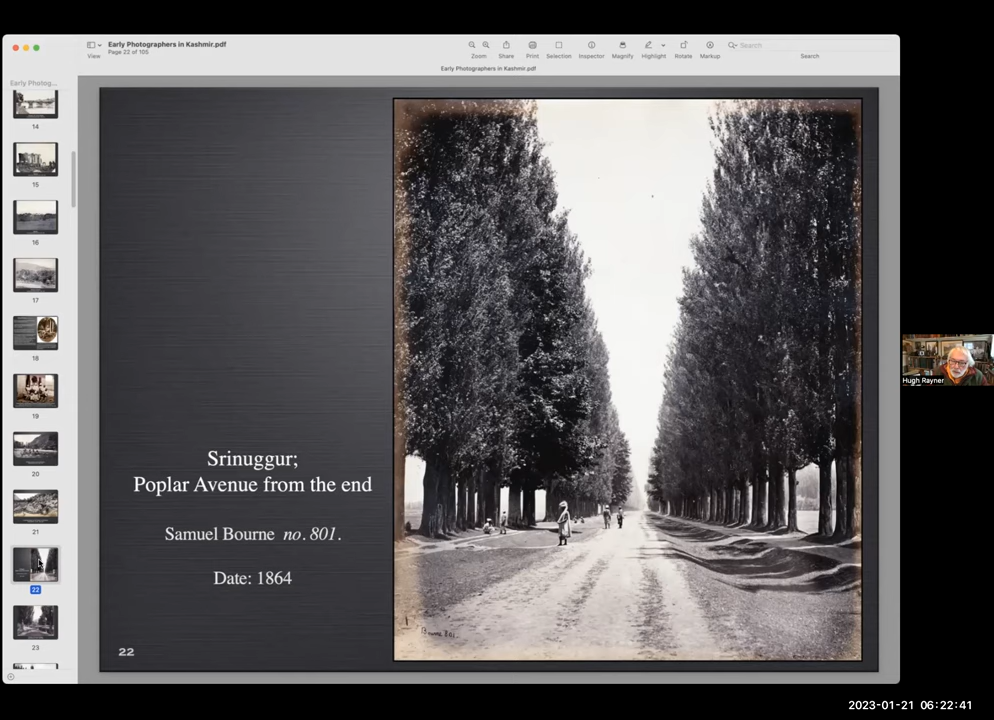 Early Photographers in Kashmir.pdf
Page 22 of 105
View
Zoom
Share
Print
Selection
Inspector
Magnify
Highlight
Rotate
Markup
Search
Search
Early Photographers in Kashmir.pdf
Early Photog...
14
15
16
17
18
19
20
21
22
23
Srinuggur;
Poplar Avenue from the end
Samuel Bourne no. 801.
Date: 1864
22
Bourne 801
Hugh Rayner
2023-01-21 06:22:41